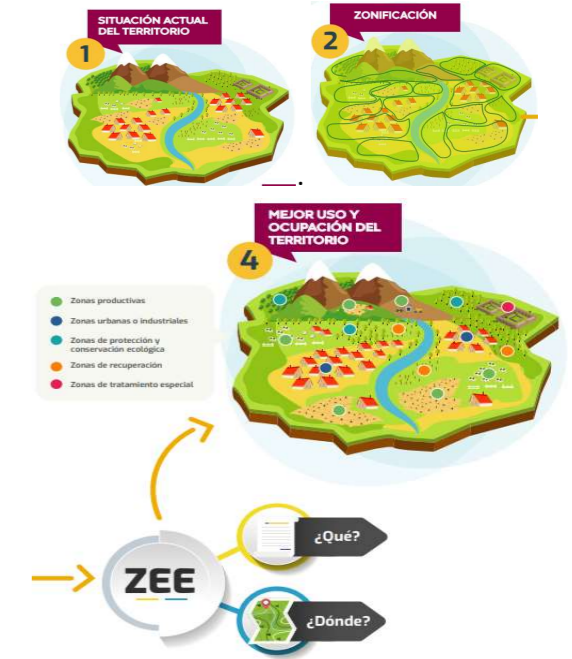 SITUACIÓN ACTUAL
DEL TERRITORIO
1
ZONIFICACIÓN
2
MEJOR USO Y
OCUPACIÓN DEL
TERRITORIO
4
Zonas productivas
Zonas urbanas o industriales
Zonas de protección y
conservación ecológica
Zonas de recuperación
Zonas de tratamiento especial
ZEE
¿Qué?
¿Dónde?